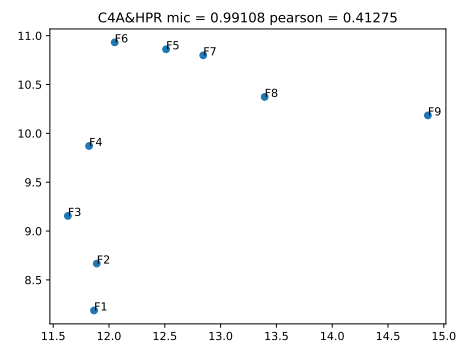 C4A&HPR mic = 0.99108 pearson = 0.41275
11.0
F6
F5
F7
10.5
F8
F9
10.0
F4
9.5
F3
9.0
F2
8.5
F1
11.5 12.0 12.5 13.0 13.5 14.0 14.5 15.0